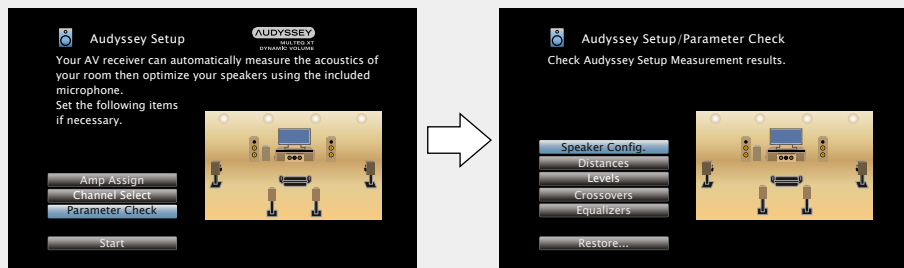 Audyssey Setup
AUDYSSEY
MULTEQ XT
DYNAMIC VOLUME
Your AV receiver can automatically measure the acoustics of
your room then optimize your speakers using the included
microphone.
Set the following items
if necessary.
Amp Assign
Channel Select
Parameter Check
Start
Audyssey Setup/Parameter Check
Check Audyssey Setup Measurement results.
Speaker Config.
Distances
Levels
Crossovers
Equalizers
Restore...